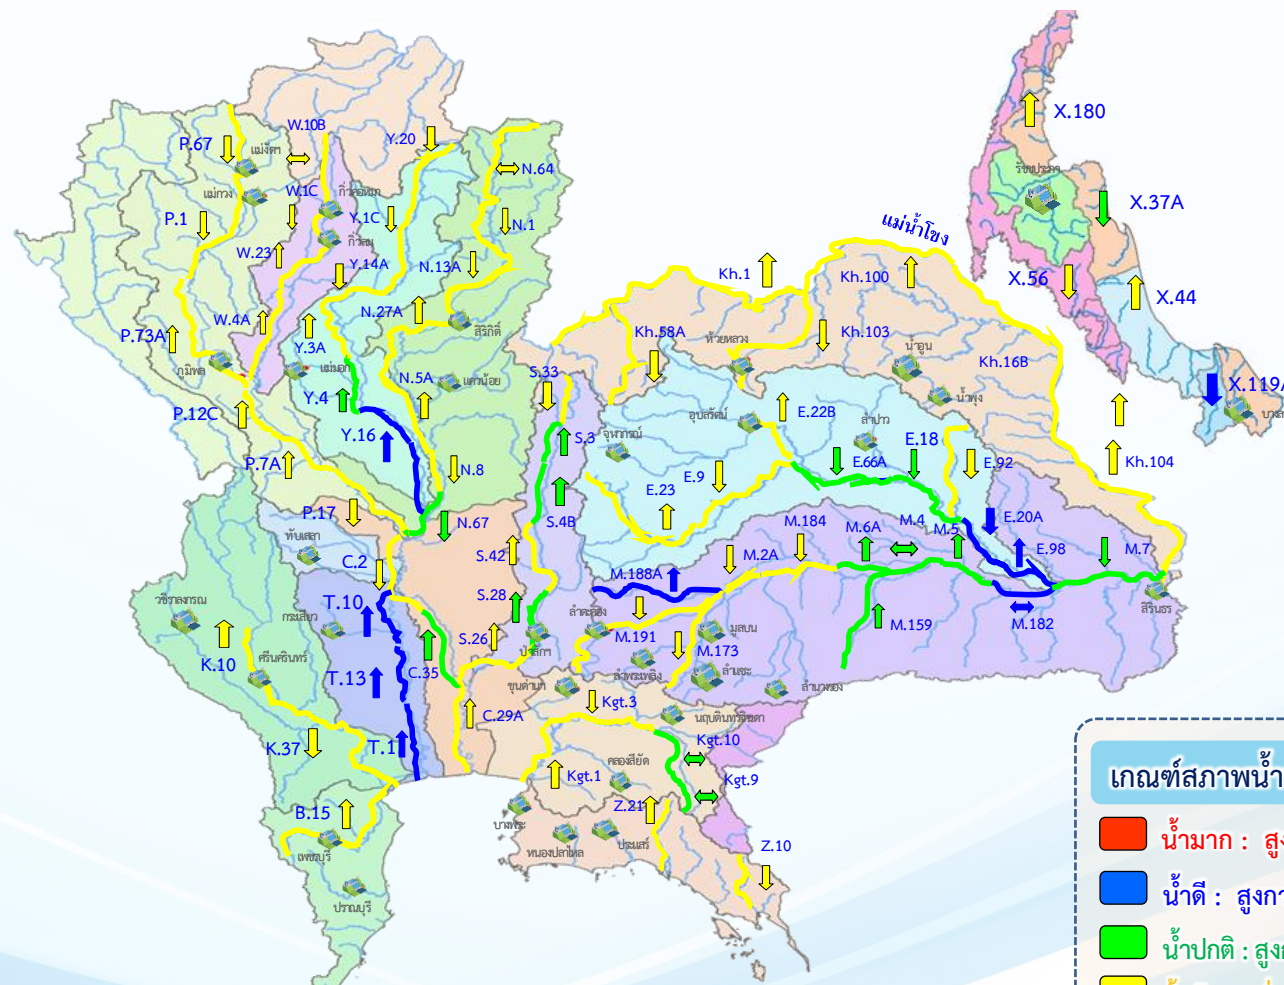 W.10B
P.67
แม่งัดฯ
Y.20
N.64
แม่กวง
W.1C
กิ่วคอหมา
P.1
Y.1C
N.1
กิ่วลม
W.23
Y.14A
N.13A
N.27A
W.4A
สิริกิติ์
P.73A
Y.3A
ภูมิพล
แม่มอก
N.5A
แควน้อย
P.12C
Y.4
Y.16
P.7A
N.8
P.17
N.67
ทับเสลา
C.2
วชิราลงกรณ
T.10
กระเสียว
K.10
ศรีนครินทร์
T.13
C.35
K.37
T.1
C.29A
B.15
เพชรบุรี
ปราณบุรี
แม่น้ำโขง
Kh.1
Kh.100
Kh.58A
ห้วยหลวง
Kh.103
น้ำอูน
Kh.16B
น้ำพุง
S.33
อุบลรัตน์
E.22B
ลำปาว
S.3
จุฬาภรณ์
E.18
E.66A
E.92
Kh.104
E.9
E.23
S.4B
M.184
M.6A
M.4
M.5
E.20A
S.42
M.2A
E.98
M.7
M.188A
S.28
ลำตะคอง
สิรินธร
M.191
มูลบน
M.159
M.182
S.26
ป่าสักฯ
M.173
ลำพระเพลิง
ลำแชะ
ลำนางรอง
ขุนด่านฯ
Kgt.3
นฤบดินทรจินดา
Kgt.10
Kgt.1
คลองสียัด
Kgt.9
Z.21
บางพระ
หนองปลาไหล
ประแสร์
Z.10
X.180
รัชชประภา
X.37A
X.56
X.44
X.119A
เกณฑ์สภาพน้ำ
น้ำมาก :
น้ำดี :
น้ำปกติ :